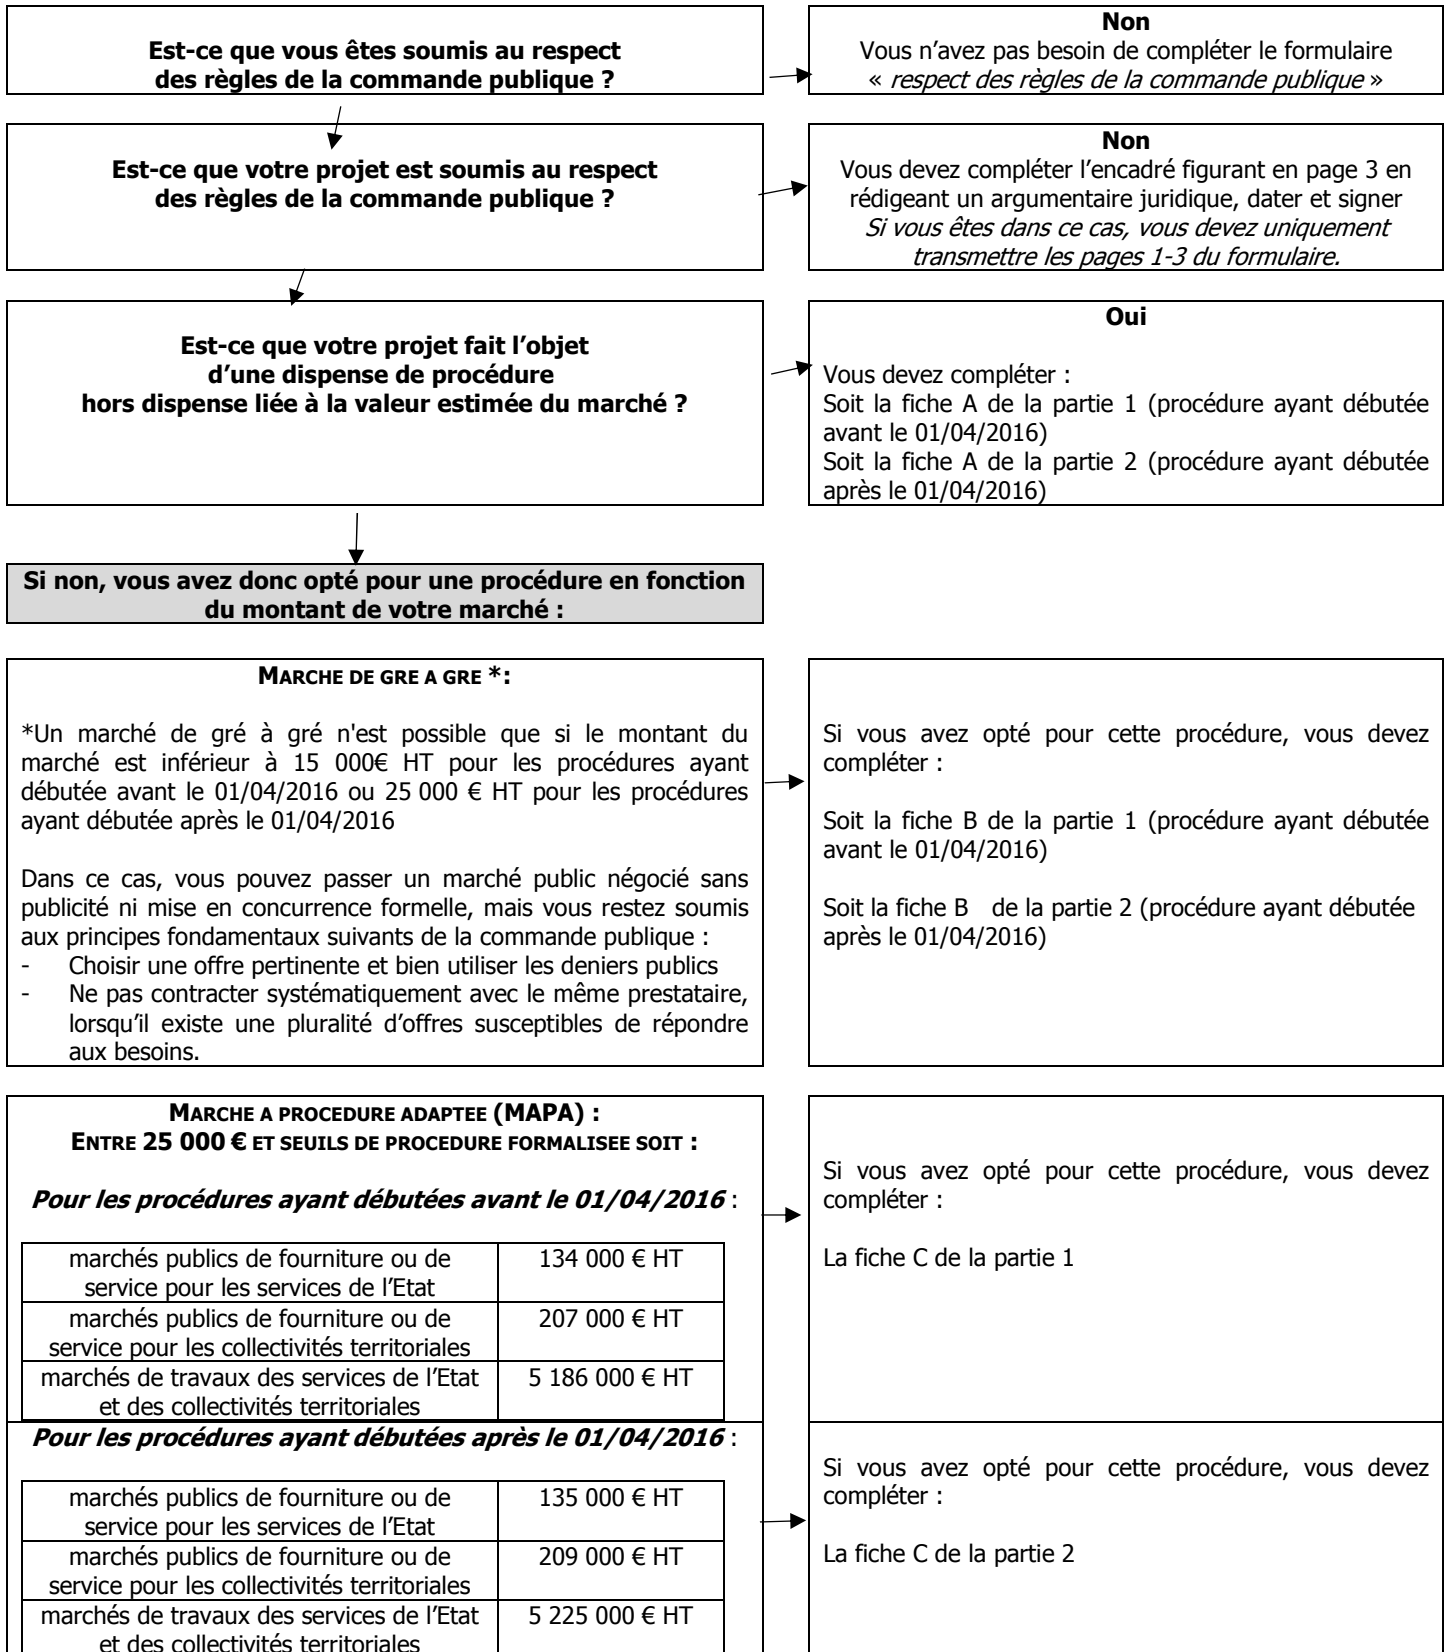 Est-ce que vous êtes soumis au respect
des règles de la commande publique ?
Non
Vous n’avez pas besoin de compléter le formulaire
« respect des règles de la commande publique »
Est-ce que votre projet est soumis au respect
des règles de la commande publique ?
Non
Vous devez compléter l’encadré figurant en page 3 en
rédigeant un argumentaire juridique, dater et signer
Si vous êtes dans ce cas, vous devez uniquement
transmettre les pages 1-3 du formulaire.
Est-ce que votre projet fait l’objet
d’une dispense de procédure
hors dispense liée à la valeur estimée du marché ?
Oui
Vous devez compléter :
Soit la fiche A de la partie 1 (procédure ayant débutée
avant le 01/04/2016)
Soit la fiche A de la partie 2 (procédure ayant débutée
après le 01/04/2016)
Si non, vous avez donc opté pour une procédure en fonction
du montant de votre marché :
MARCHE DE GRE A GRE *:
*Un marché de gré à gré n'est possible que si le montant du
marché est inférieur à 15 000€ HT pour les procédures ayant
débutée avant le 01/04/2016 ou 25 000 € HT pour les procédures
ayant débutée après le 01/04/2016
Dans ce cas, vous pouvez passer un marché public négocié sans
publicité ni mise en concurrence formelle, mais vous restez soumis
aux principes fondamentaux suivants de la commande publique :
- Choisir une offre pertinente et bien utiliser les deniers publics
- Ne pas contracter systématiquement avec le même prestataire,
lorsqu’il existe une pluralité d’offres susceptibles de répondre
aux besoins.
Si vous avez opté pour cette procédure, vous devez
compléter :
Soit la fiche B de la partie 1 (procédure ayant débutée
avant le 01/04/2016)
Soit la fiche B de la partie 2 (procédure ayant débutée
après le 01/04/2016)
MARCHE A PROCEDURE ADAPTEE (MAPA) :
ENTRE 25 000 € ET SEUILS DE PROCEDURE FORMALISEE SOIT :
Pour les procédures ayant débutées avant le 01/04/2016 :
marchés publics de fourniture ou de
service pour les services de l’Etat
134 000 € HT
marchés publics de fourniture ou de
service pour les collectivités territoriales
207 000 € HT
marchés de travaux des services de l’Etat
et des collectivités territoriales
5 186 000 € HT
Si vous avez opté pour cette procédure, vous devez
compléter :
La fiche C de la partie 1
Pour les procédures ayant débutées après le 01/04/2016 :
marchés publics de fourniture ou de
service pour les services de l’Etat
135 000 € HT
marchés publics de fourniture ou de
service pour les collectivités territoriales
209 000 € HT
marchés de travaux des services de l’Etat
et des collectivités territoriales
5 225 000 € HT
Si vous avez opté pour cette procédure, vous devez
compléter :
La fiche C de la partie 2